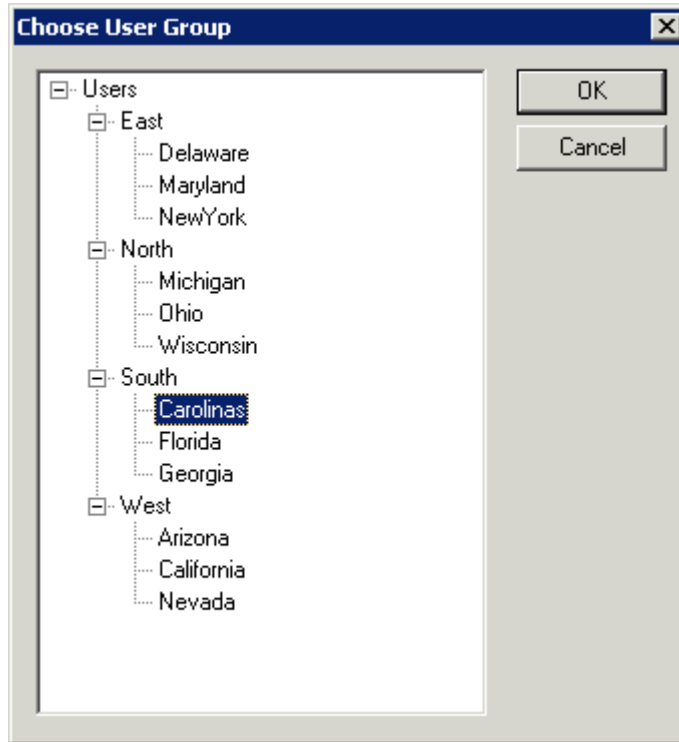 Choose User Group
Users
East
Delaware
Maryland
NewYork
North
Michigan
Ohio
Wisconsin
South
Carolinas
Florida
Georgia
West
Arizona
California
Nevada
OK
Cancel